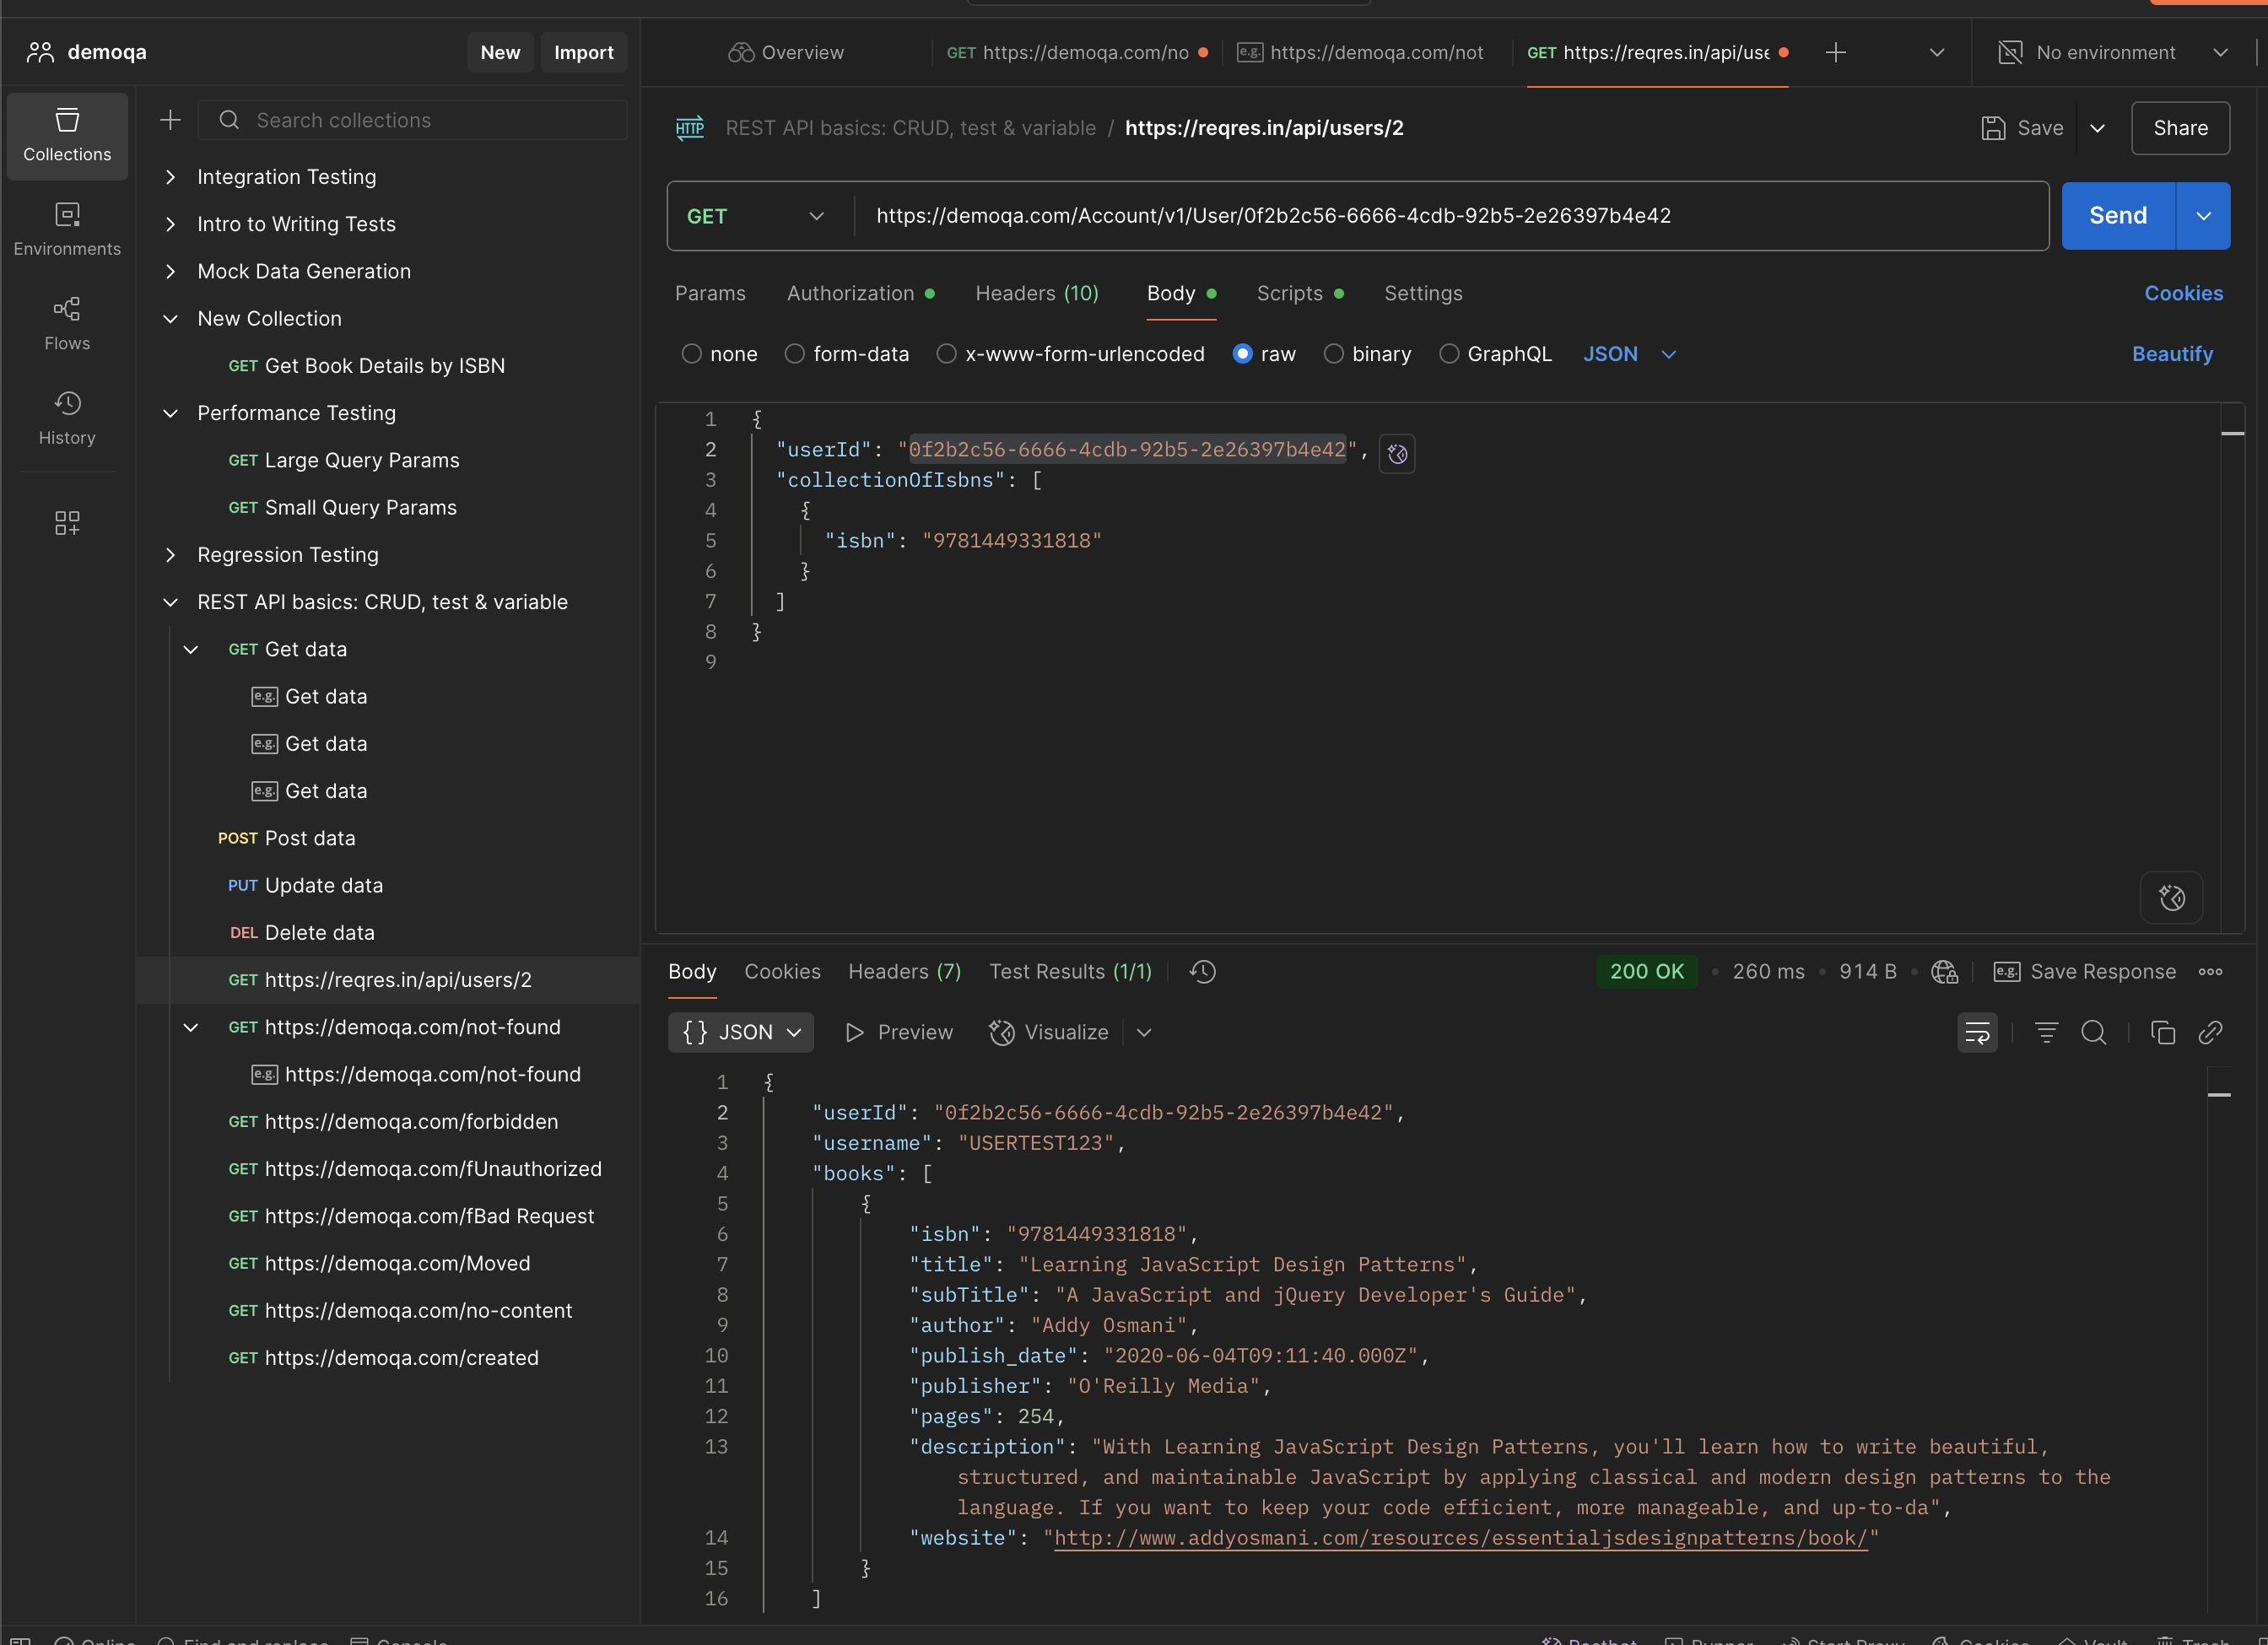 demoqa
New
Import
Overview
GET https://demoqa.com/no
e.g. https://demoqa.com/not
GET https://reqres.in/api/use
No environment
Collections
Environments
Flows
History
Search collections
Integration Testing
Intro to Writing Tests
Mock Data Generation
New Collection
GET Get Book Details by ISBN
Performance Testing
GET Large Query Params
GET Small Query Params
Regression Testing
REST API basics: CRUD, test & variable
GET Get data
e.g. Get data
e.g. Get data
e.g. Get data
POST Post data
PUT Update data
DEL Delete data
GET https://reqres.in/api/users/2
GET https://demoqa.com/not-found
e.g. https://demoqa.com/not-found
GET https://demoqa.com/forbidden
GET https://demoqa.com/fUnauthorized
GET https://demoqa.com/fBad Request
GET https://demoqa.com/Moved
GET https://demoqa.com/no-content
GET https://demoqa.com/created
HTTP REST API basics: CRUD, test & variable / https://reqres.in/api/users/2
Save
Share
GET https://demoqa.com/Account/v1/User/0f2b2c56-6666-4cdb-92b5-2e26397b4e42
Send
Params Authorization Headers (10) Body Scripts Settings
Cookies
none form-data x-www-form-urlencoded raw binary GraphQL JSON
Beautify
1 {
2 "userId": "0f2b2c56-6666-4cdb-92b5-2e26397b4e42",
3 "collectionOfIsbns": [
4 {
5 "isbn": "9781449331818"
6 }
7 ]
8 }
9
Body Cookies Headers (7) Test Results (1/1)
200 OK • 260 ms • 914 B
e.g. Save Response
{} JSON Preview Visualize
1 {
2 "userId": "0f2b2c56-6666-4cdb-92b5-2e26397b4e42",
3 "username": "USERTEST123",
4 "books": [
5 {
6 "isbn": "9781449331818",
7 "title": "Learning JavaScript Design Patterns",
8 "subTitle": "A JavaScript and jQuery Developer's Guide",
9 "author": "Addy Osmani",
10 "publish_date": "2020-06-04T09:11:40.000Z",
11 "publisher": "O'Reilly Media",
12 "pages": 254,
13 "description": "With Learning JavaScript Design Patterns, you'll learn how to write beautiful,
structured, and maintainable JavaScript by applying classical and modern design patterns to the
language. If you want to keep your code efficient, more manageable, and up-to-da",
14 "website": "http://www.addyosmani.com/resources/essentialjsdesignpatterns/book/"
15 }
16 ]
Online Find and replace Console
Postbot Runner Start Proxy Cookies Vault Trash